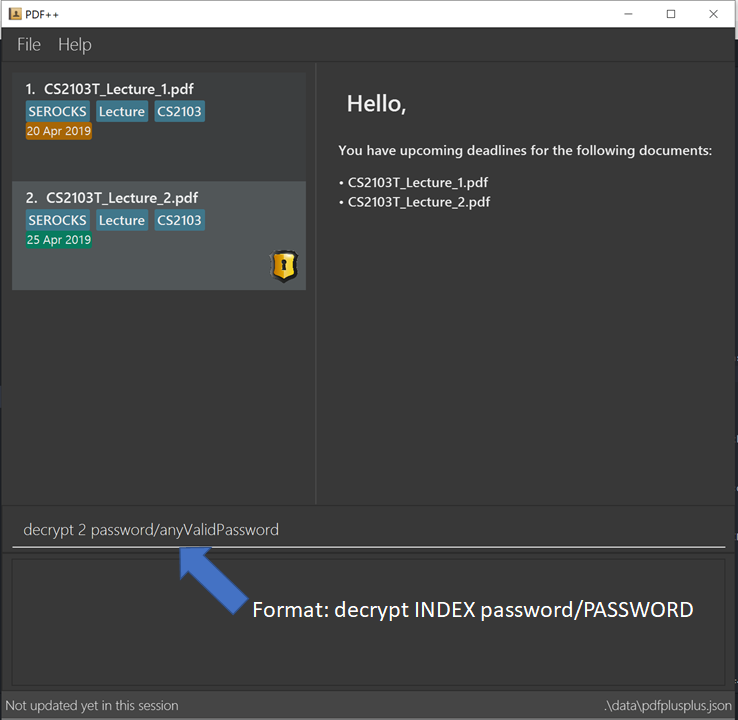 PDF++
File Help
1. CS2103T_Lecture_1.pdf
SEROCKS Lecture CS2103
20 Apr 2019
2. CS2103T_Lecture_2.pdf
SEROCKS Lecture CS2103
25 Apr 2019
Hello,
You have upcoming deadlines for the following documents:
• CS2103T_Lecture_1.pdf
• CS2103T_Lecture_2.pdf
decrypt 2 password/anyValidPassword
Format: decrypt INDEX password/PASSWORD
Not updated yet in this session
.\data\pdfplusplus.json